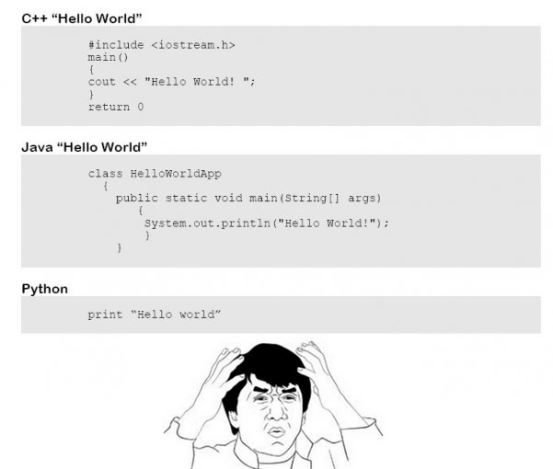 C++ “Hello World”
#include <iostream.h>
main()
{
cout << "Hello World! ";
}
return 0
Java “Hello World”
class HelloWorldApp
{
public static void main(String[] args)
{
System.out.println("Hello World!");
}
}
Python
print “Hello world”